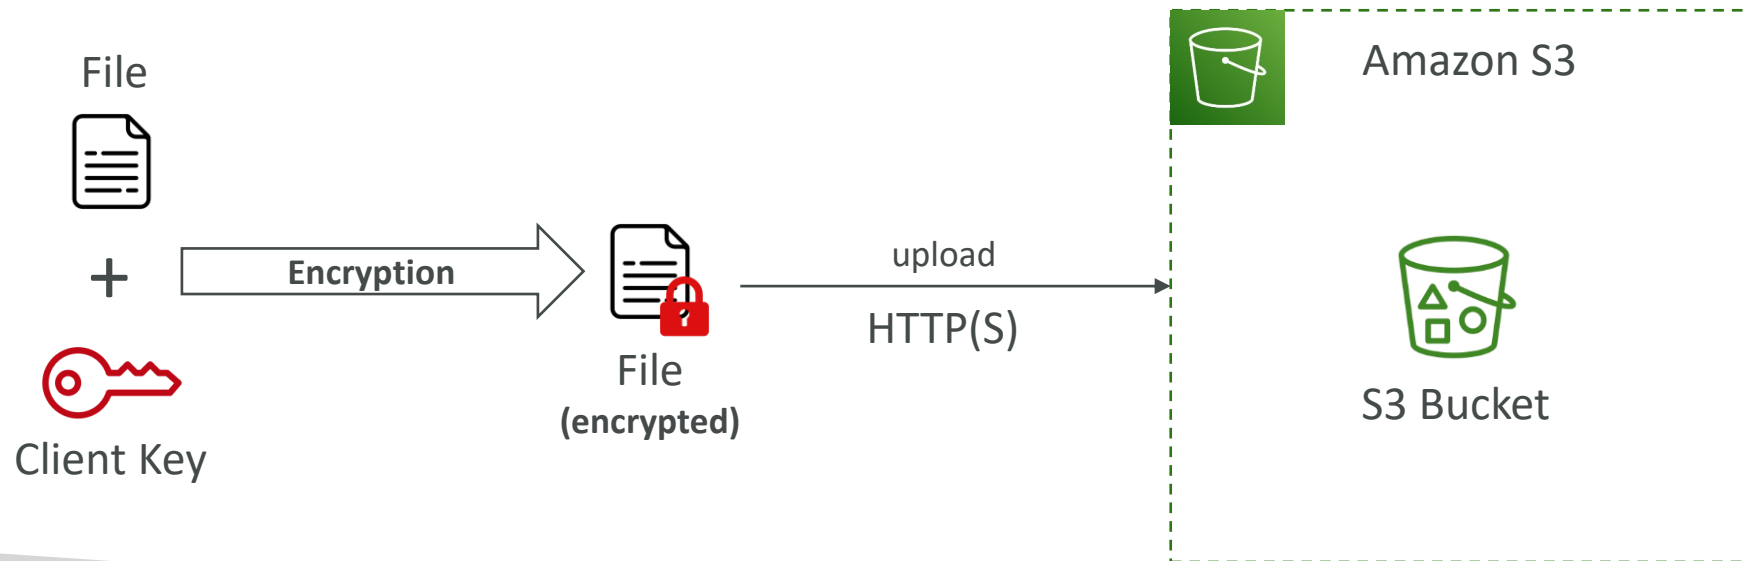 File
+
Client Key
Encryption
File
(encrypted)
upload
HTTP(S)
Amazon S3
S3 Bucket